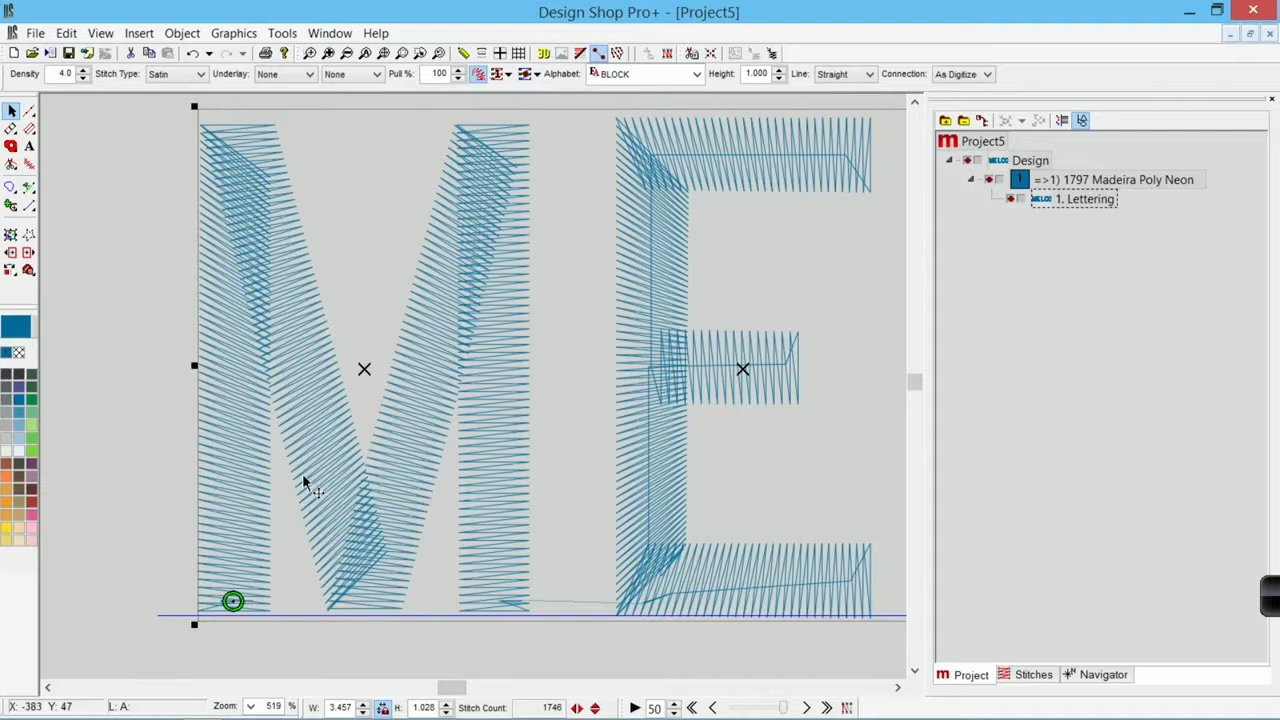 Design Shop Pro+ - [Project5]
File Edit View Insert Object Graphics Tools Window Help
3D
Density 4.0 Stitch Type: Satin Underlay: None None Pull %: 100 Alphabet: BLOCK Height: 1.000 Line: Straight Connection: As Digitize
ME
Project5
Design
1 =>1) 1797 Madeira Poly Neon
1. Lettering
Project Stitches Navigator
X: -383 Y: 47 L: A: Zoom: 519 % W: 3.457 H: 1.028 Stitch Count: 1746 50